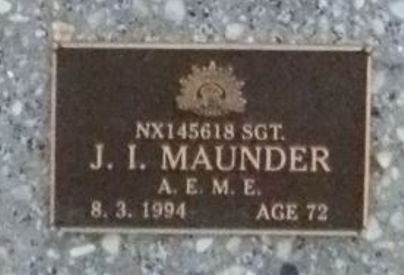 NX145618 SGT.
J. I. MAUNDER
A. E. M. E.
8. 3. 1994 AGE 72